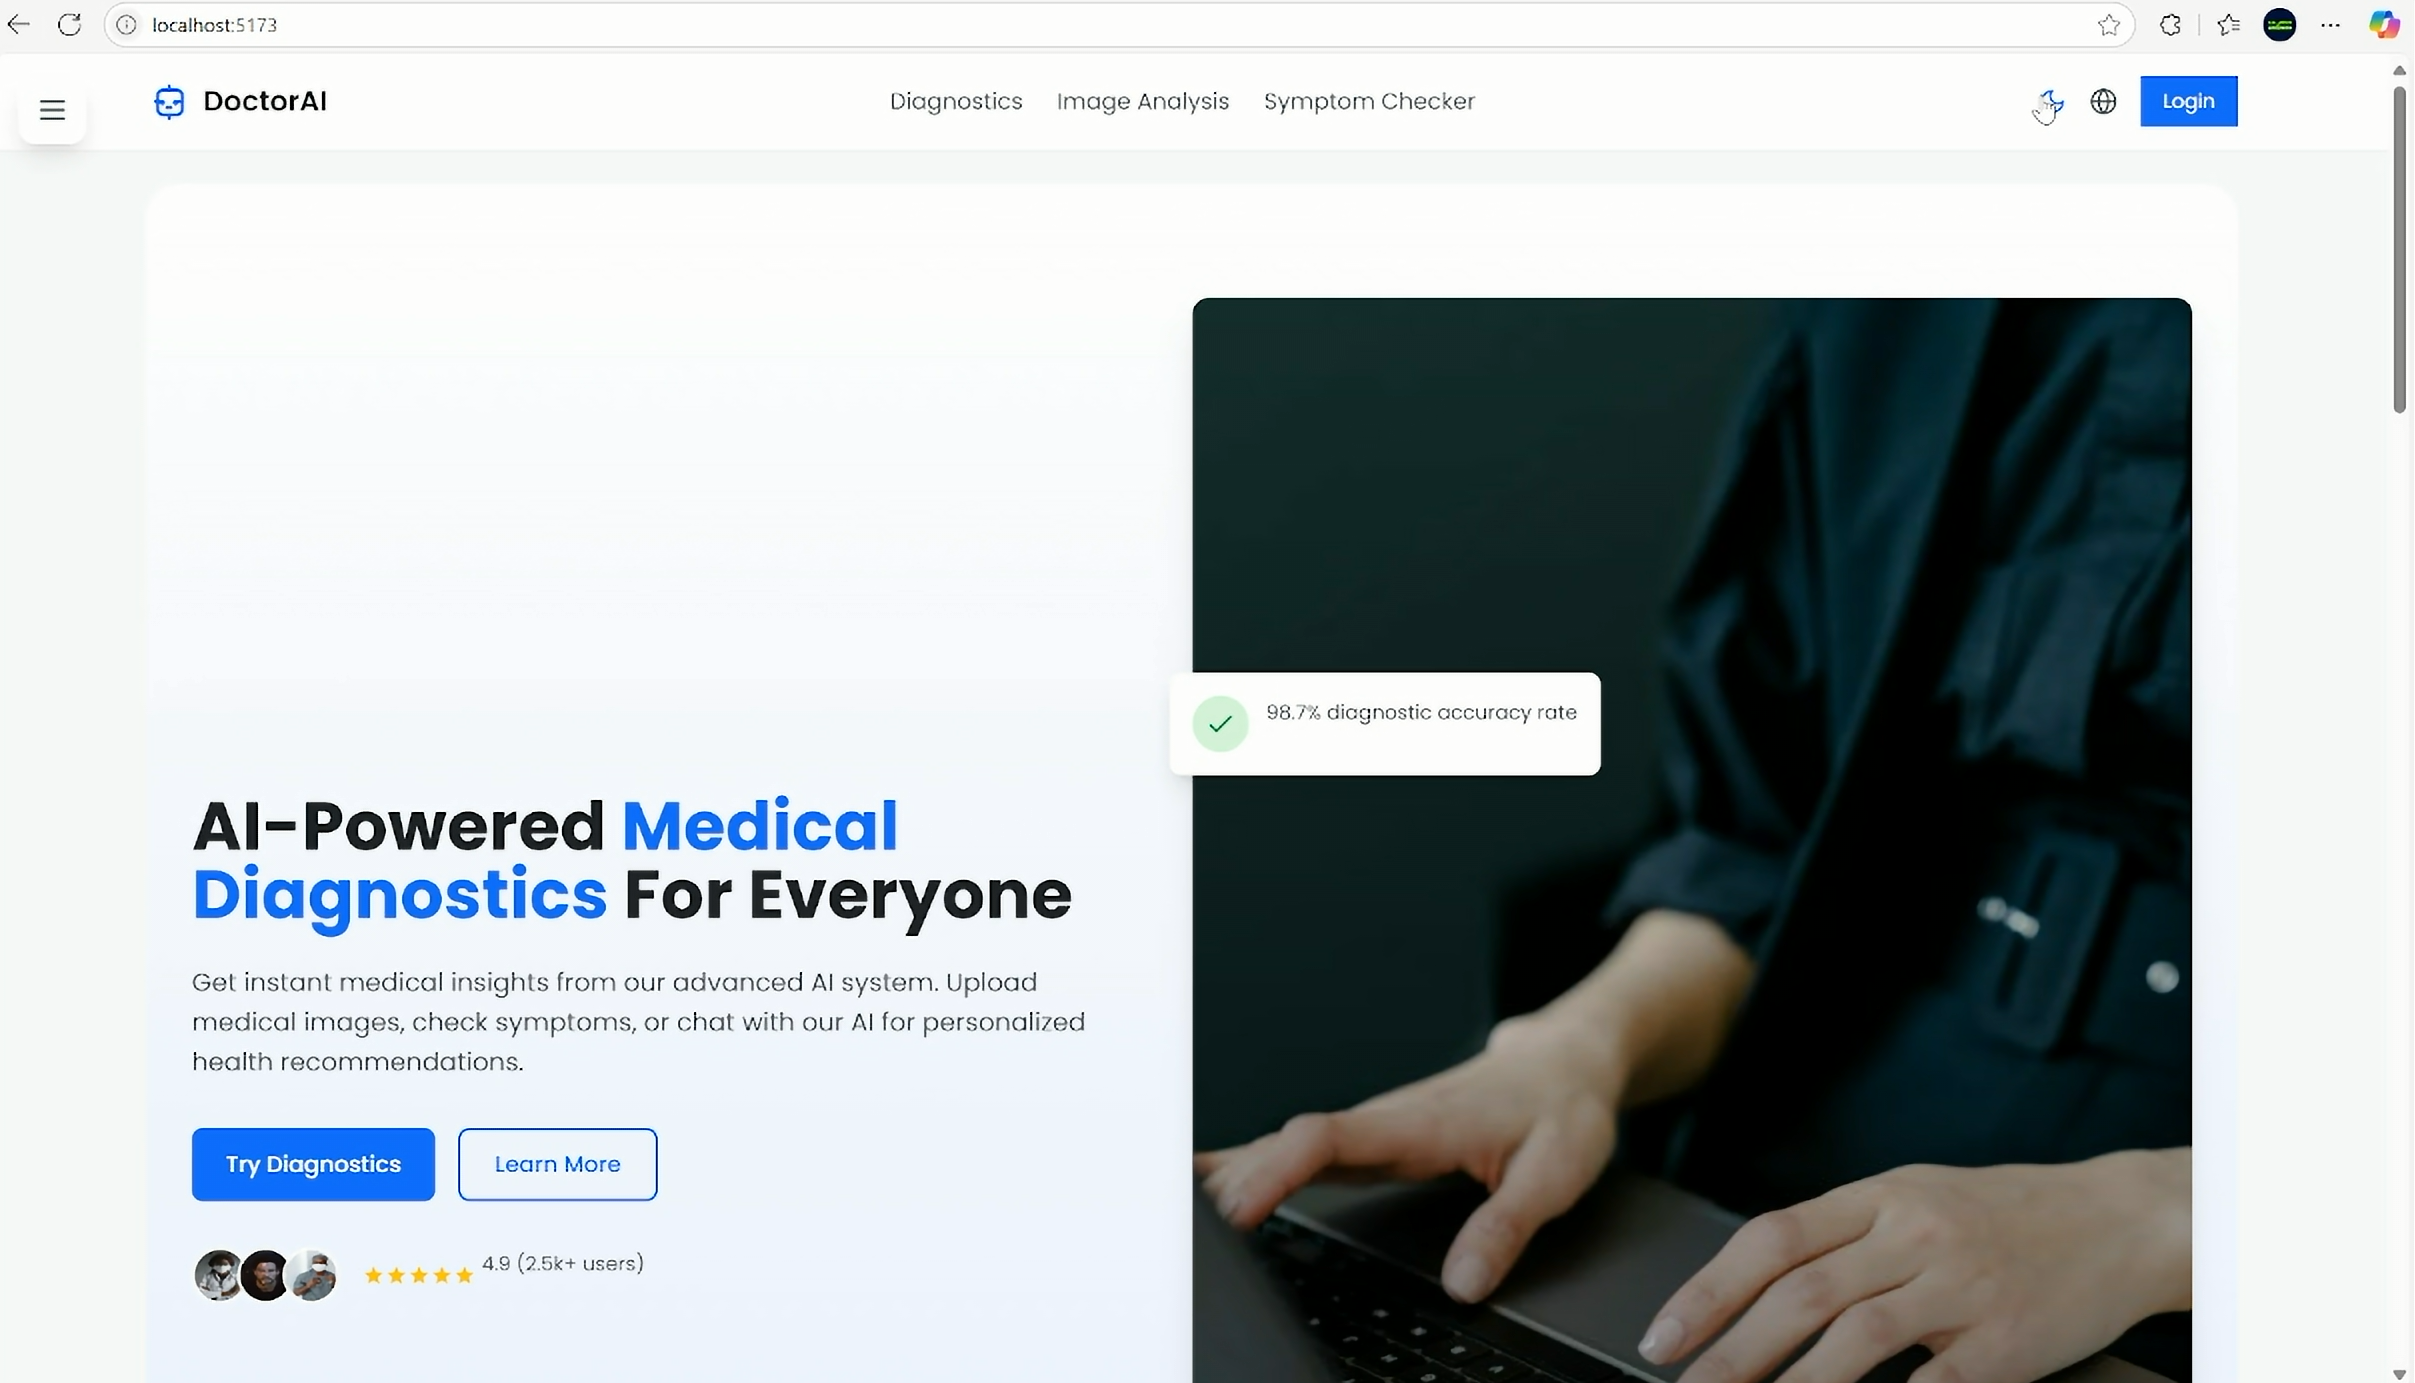 localhost:5173
DoctorAI
Diagnostics
Image Analysis
Symptom Checker
Login
98.7% diagnostic accuracy rate
AI-Powered Medical
Diagnostics For Everyone
Get instant medical insights from our advanced AI system. Upload
medical images, check symptoms, or chat with our AI for personalized
health recommendations.
Try Diagnostics
Learn More
4.9 (2.5k+ users)